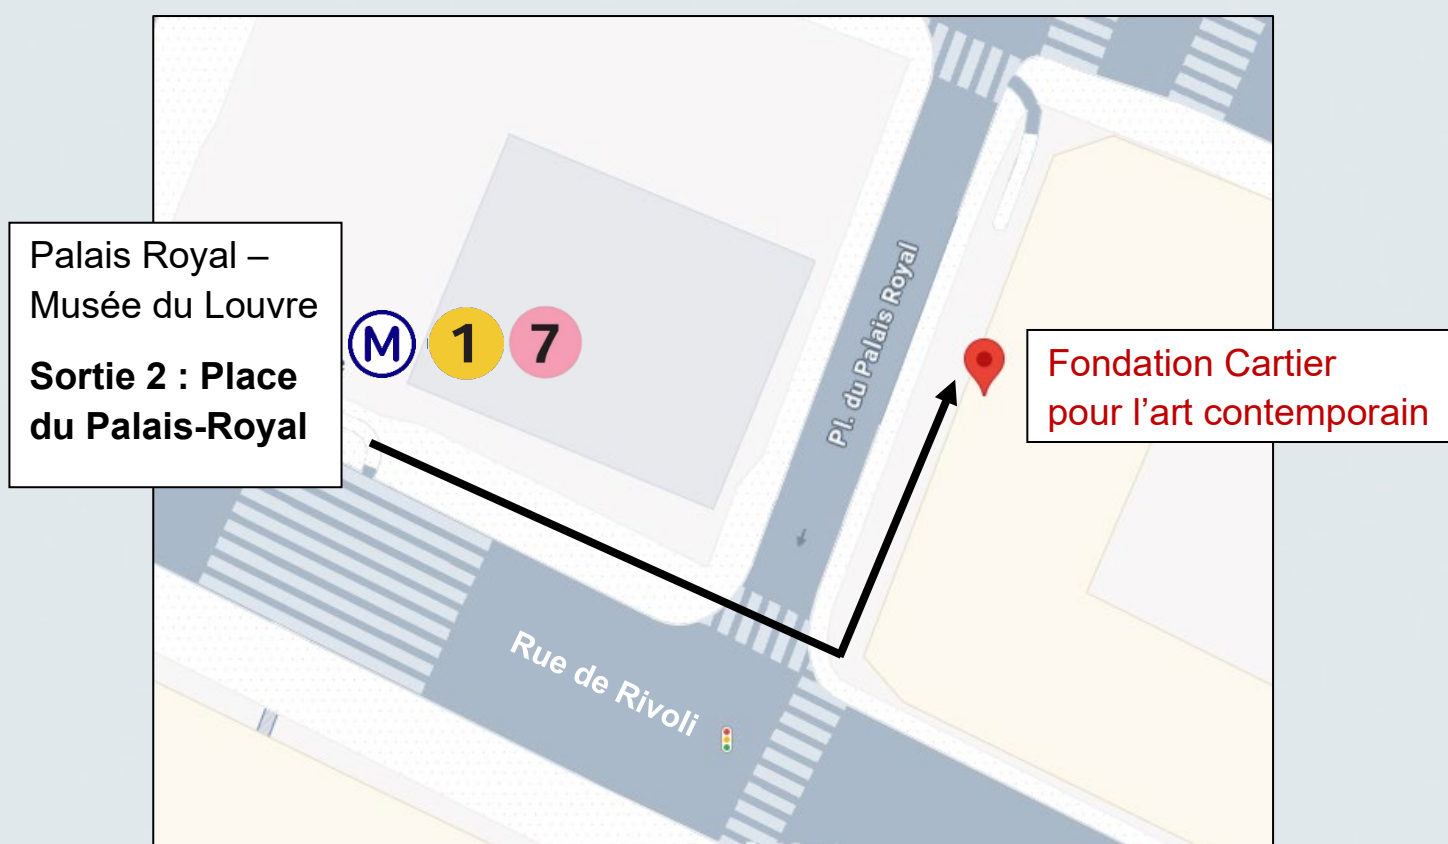 Palais Royal –
Musée du Louvre
Sortie 2 : Place
du Palais-Royal
M 1 7
Pl. du Palais Royal
Fondation Cartier
pour l’art contemporain
Rue de Rivoli